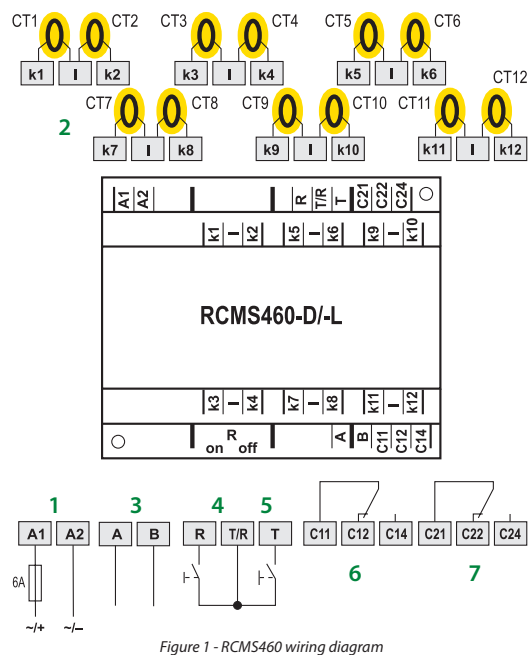 CT1 CT2 CT3 CT4 CT5 CT6
k1 I k2 k3 I k4 k5 I k6
CT7 CT8 CT9 CT10 CT11 CT12
2
k7 I k8 k9 I k10 k11 I k12
A1 A2 R T/R T C21 C22 C24
k1 I k2 k5 I k6 k9 I k10
RCMS460-D/-L
k3 I k4 k7 I k8 k11 I k12
on R off A B C11 C12 C14
1 3 4 5
A1 A2 A B R T/R T C11 C12 C14 C21 C22 C24
6A
6 7
~/+ ~/–
Figure 1 - RCMS460 wiring diagram